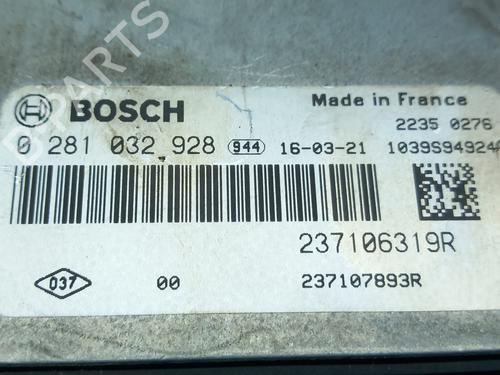 B-PARTS
BOSCH
Made in France
2235 0276
0 281 032 928 944 16-03-21 1039S94924
237106319R
037 00 237107893R